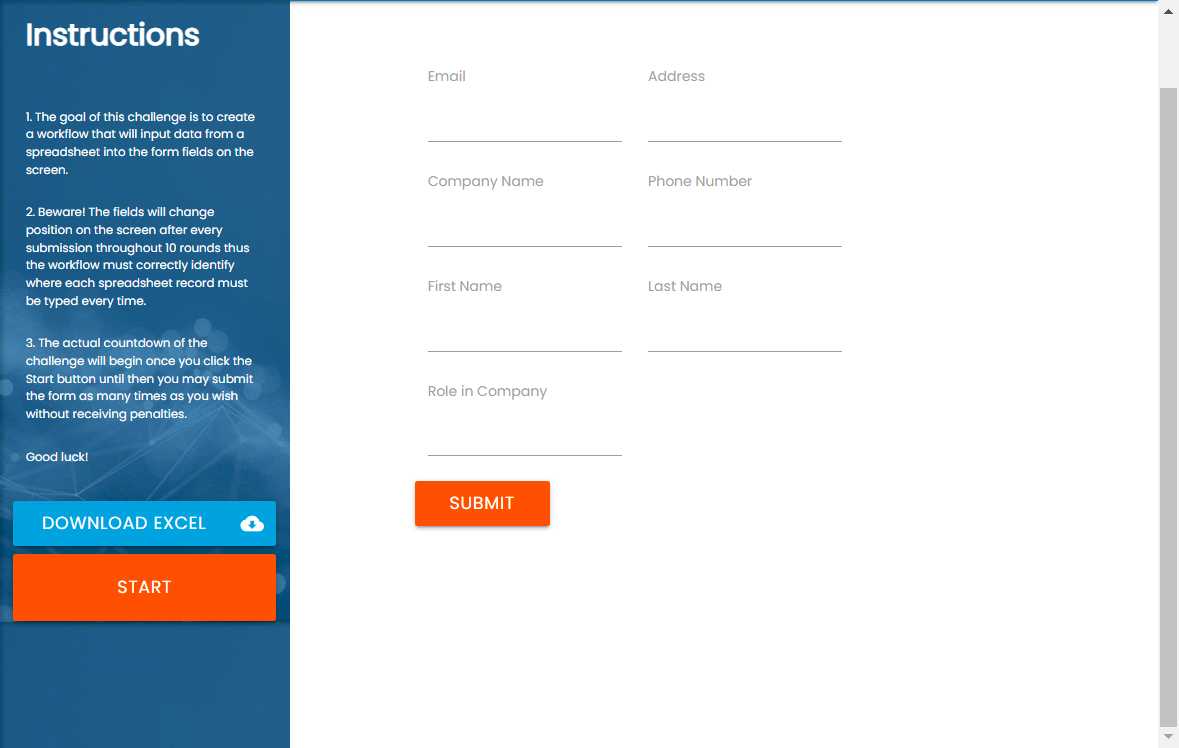 Instructions
1. The goal of this challenge is to create
a workflow that will input data from a
spreadsheet into the form fields on the
screen.
2. Beware! The fields will change
position on the screen after every
submission throughout 10 rounds thus
the workflow must correctly identify
where each spreadsheet record must
be typed every time.
3. The actual countdown of the
challenge will begin once you click the
Start button until then you may submit
the form as many times as you wish
without receiving penalties.
Good luck!
DOWNLOAD EXCEL
START
Email
Address
Company Name
Phone Number
First Name
Last Name
Role in Company
SUBMIT